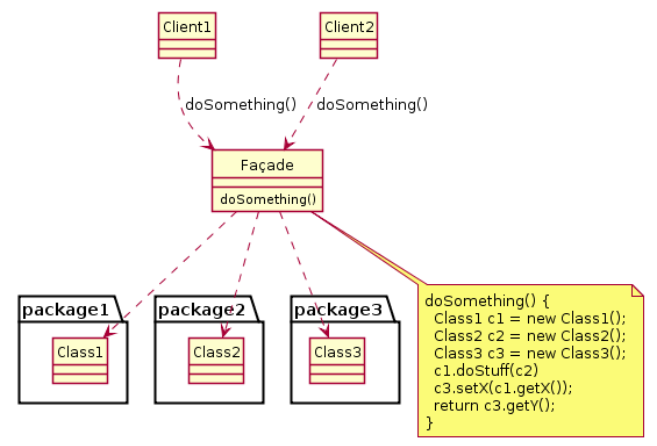 Client1
Client2
doSomething()
doSomething()
Façade
doSomething()
package1
package2
package3
Class1
Class2
Class3
doSomething() {
Class1 c1 = new Class1();
Class2 c2 = new Class2();
Class3 c3 = new Class3();
c1.doStuff(c2)
c3.setX(c1.getX());
return c3.getY();
}